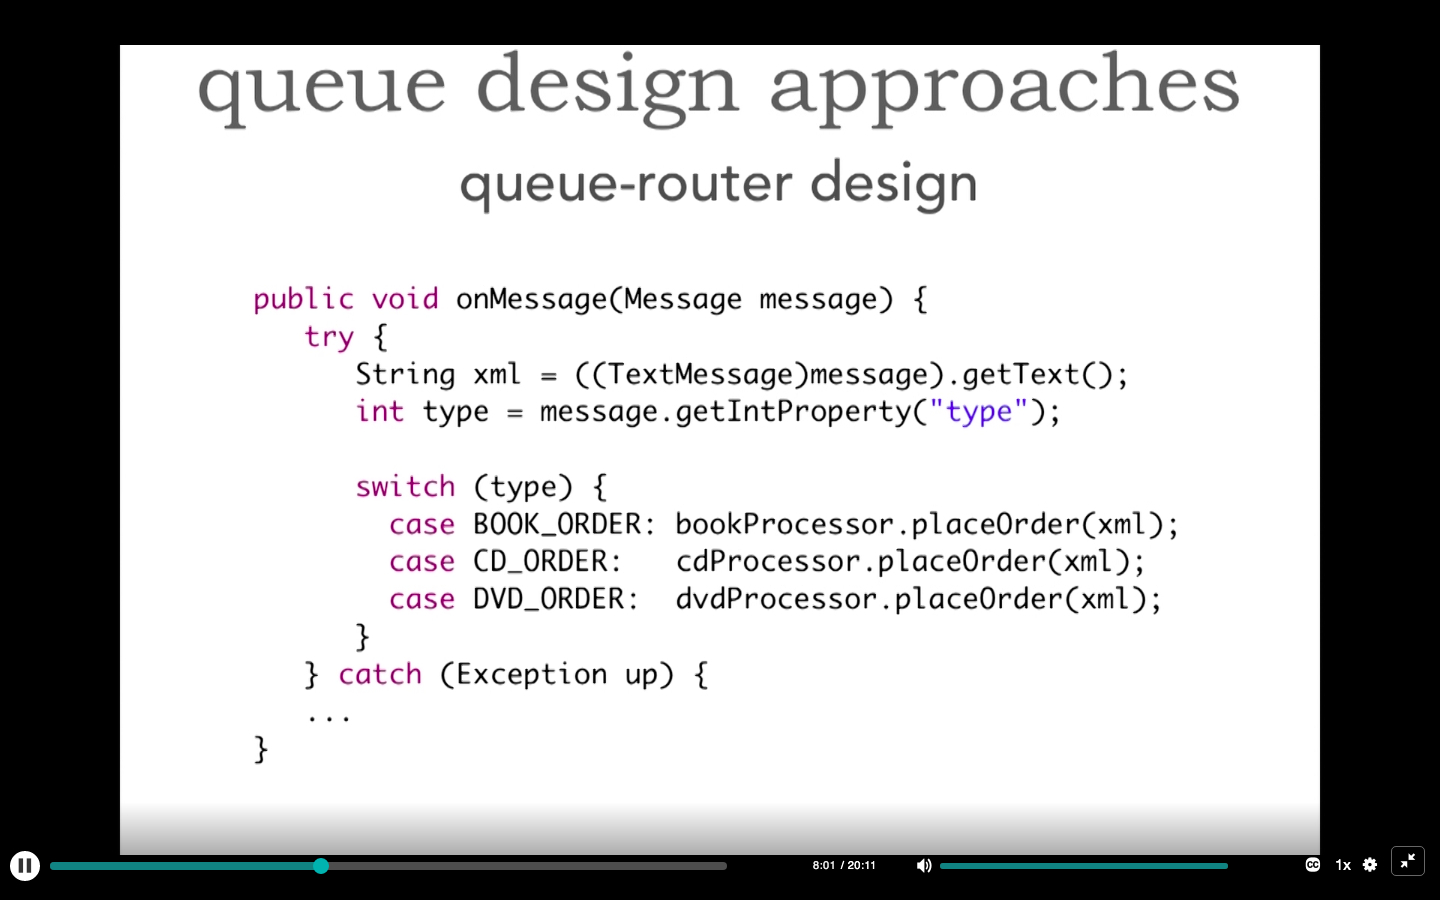 queue design approaches
queue-router design
public void onMessage(Message message) {
try {
String xml = ((TextMessage)message).getText();
int type = message.getIntProperty("type");
switch (type) {
case BOOK_ORDER: bookProcessor.placeOrder(xml);
case CD_ORDER: cdProcessor.placeOrder(xml);
case DVD_ORDER: dvdProcessor.placeOrder(xml);
}
} catch (Exception up) {
...
}
8:01 / 20:11 CC 1x